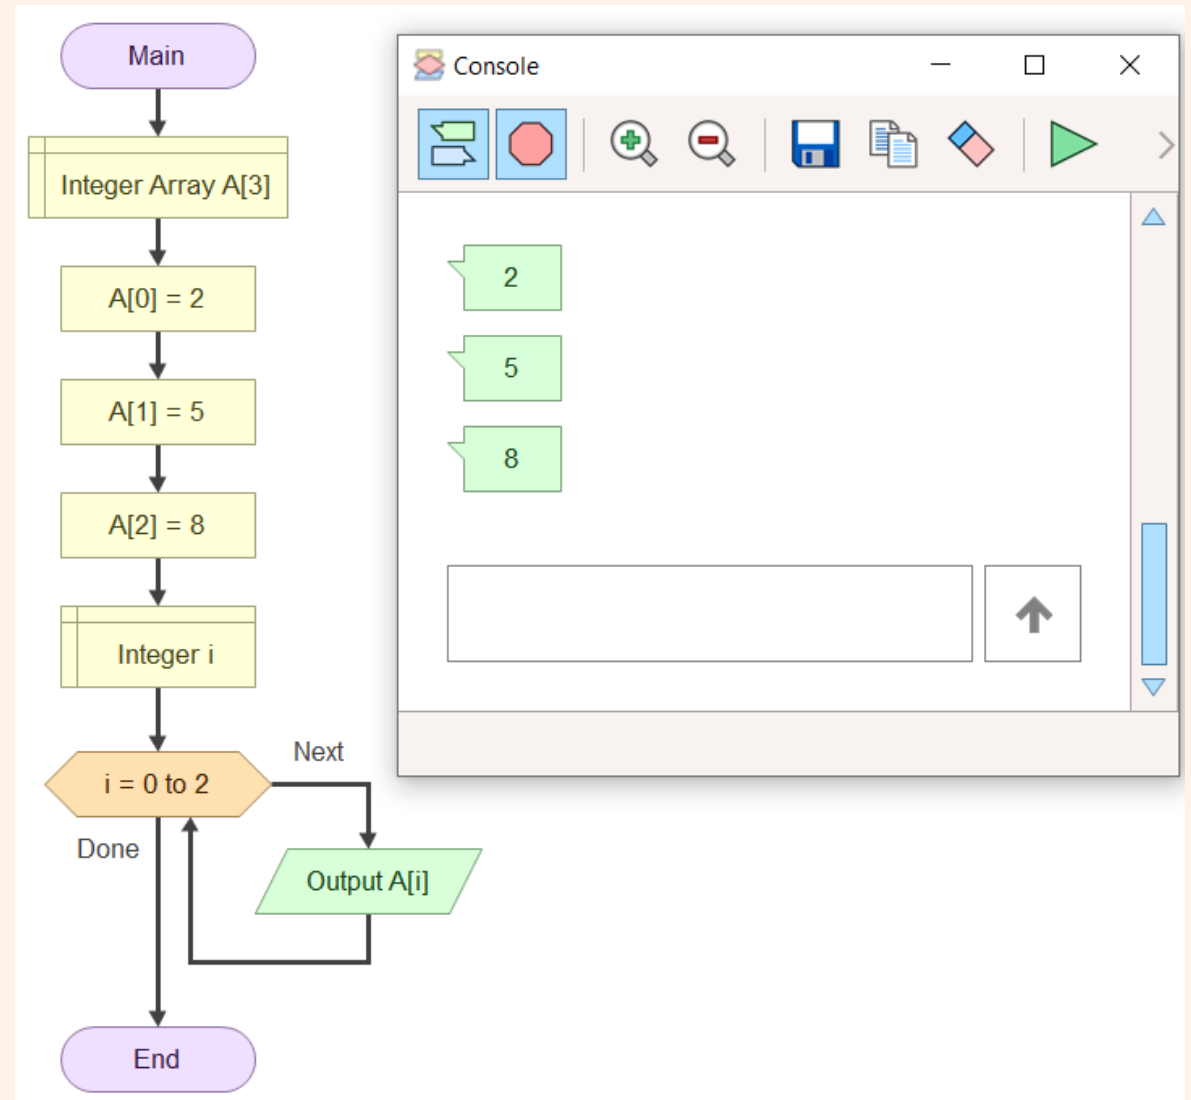 Main
Integer Array A[3]
A[0] = 2
A[1] = 5
A[2] = 8
Integer i
i = 0 to 2
Next
Done
Output A[i]
End
Console
2
5
8